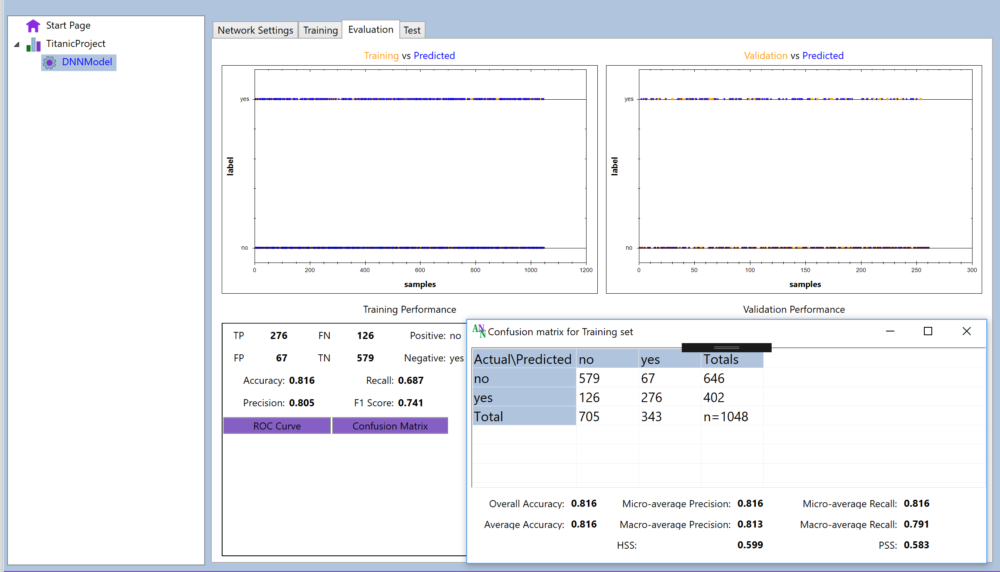 Start Page
TitanicProject
DNNModel
Network Settings Training Evaluation Test
Training vs Predicted
yes
no
label
0 200 400 600 800 1000 1200
samples
Validation vs Predicted
yes
no
label
0 50 100 150 200 250 300
samples
Training Performance
Validation Performance
TP 276 FN 126 Positive: no
FP 67 TN 579 Negative: yes
Accuracy: 0.816 Recall: 0.687
Precision: 0.805 F1 Score: 0.741
ROC Curve Confusion Matrix
ANN Confusion matrix for Training set
Actual\Predicted no yes Totals
no 579 67 646
yes 126 276 402
Total 705 343 n=1048
Overall Accuracy: 0.816 Micro-average Precision: 0.816 Micro-average Recall: 0.816
Average Accuracy: 0.816 Macro-average Precision: 0.813 Macro-average Recall: 0.791
HSS: 0.599 PSS: 0.583